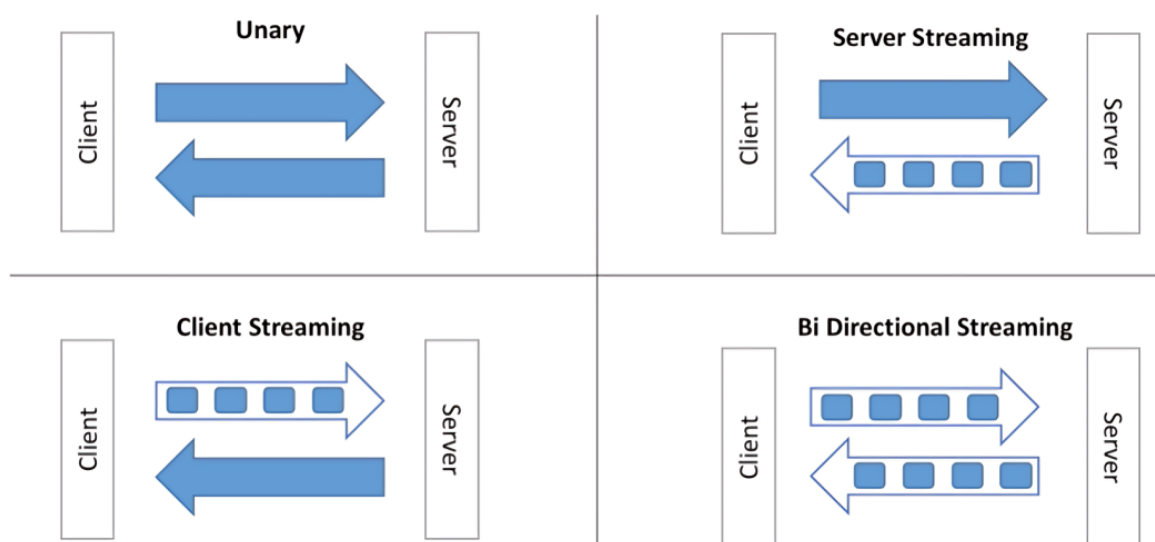 Unary
Client
Server
Server Streaming
Client
Server
Client Streaming
Client
Server
Bi Directional Streaming
Client
Server